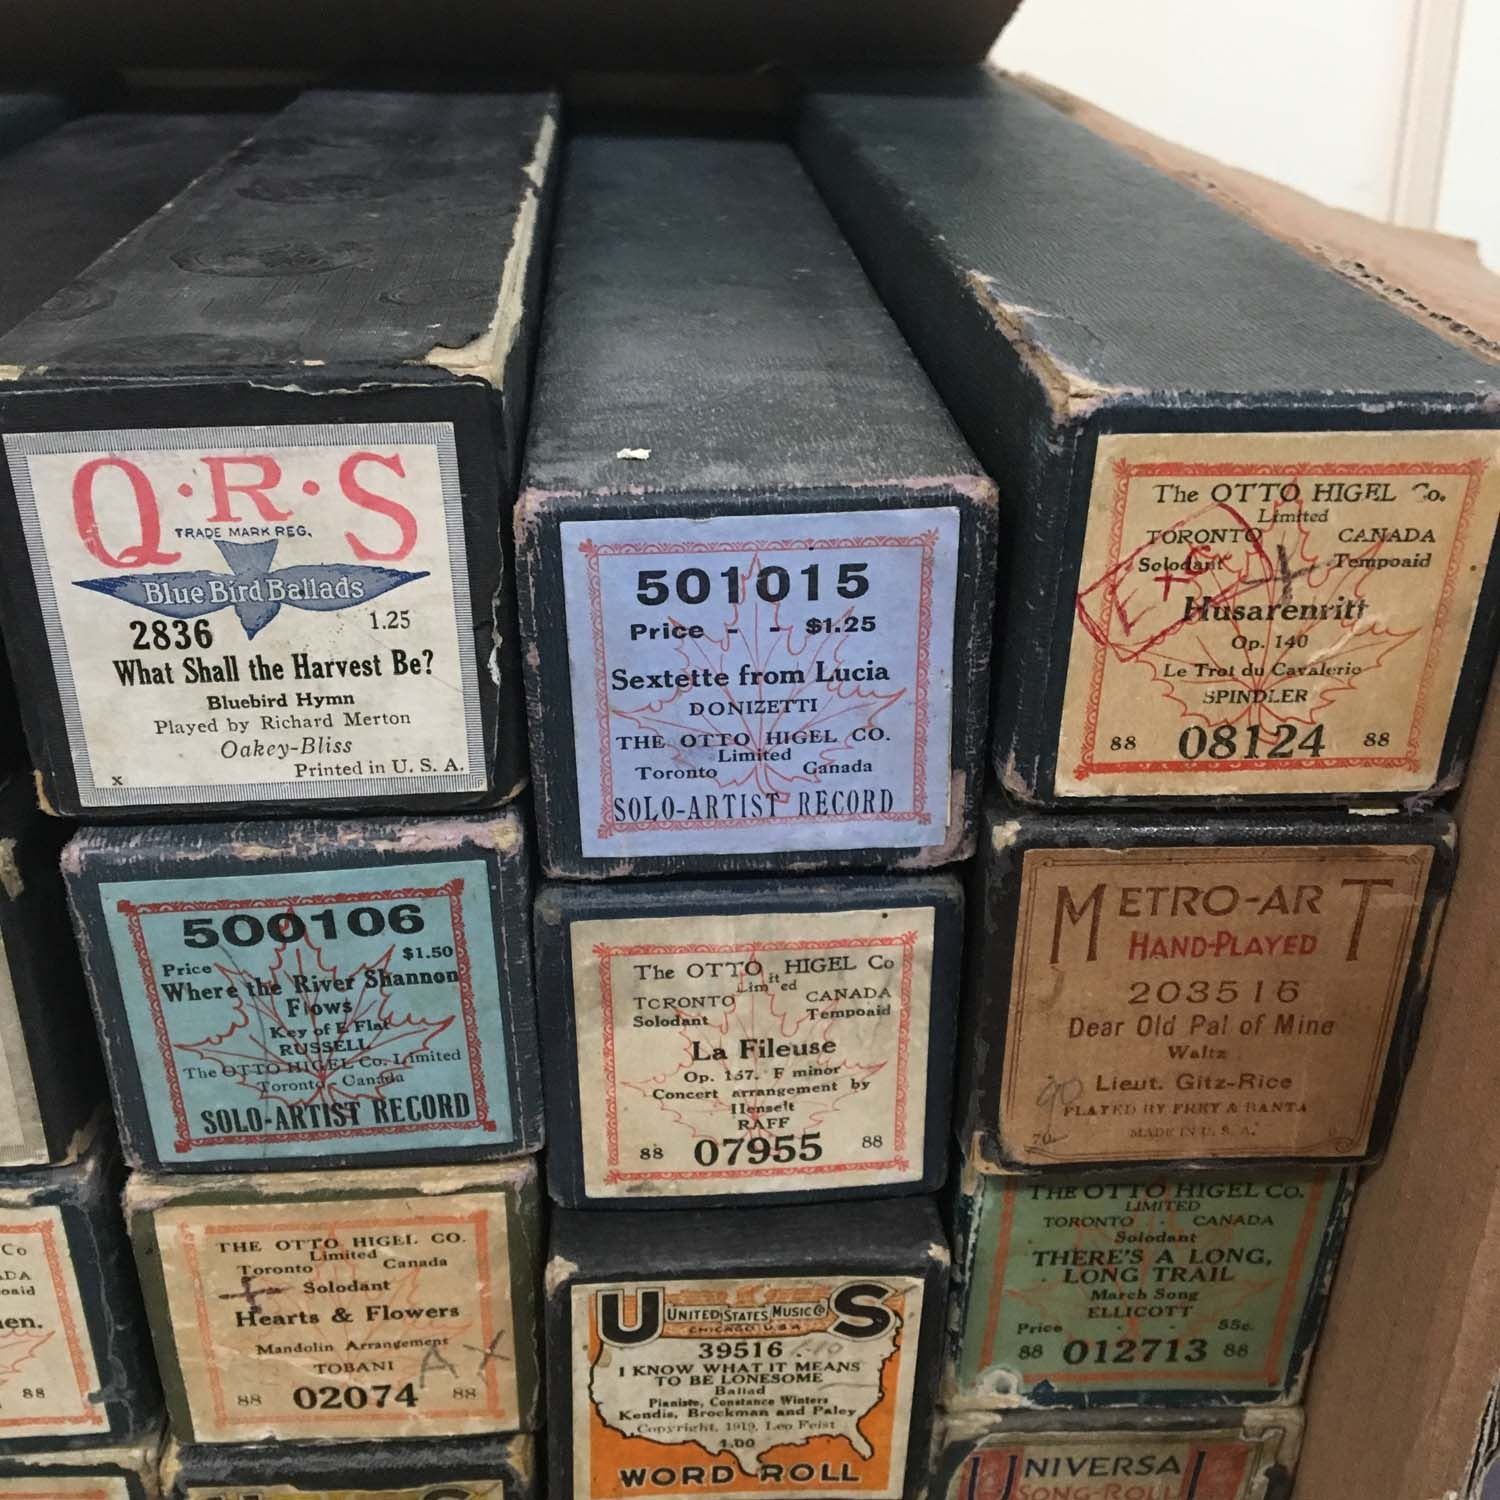 Q·R·S
TRADE MARK REG.
Blue Bird Ballads
2836 1.25
What Shall the Harvest Be?
Bluebird Hymn
Played by Richard Merton
Oakey-Bliss
Printed in U. S. A.
x
501015
Price - - $1.25
Sextette from Lucia
DONIZETTI
THE OTTO HIGEL CO.
Limited
Toronto Canada
SOLO-ARTIST RECORD
The OTTO HIGEL Co.
Limited
TORONTO CANADA
Solodant Tempoaid
Husarenritt
Op. 140
Le Trot du Cavalerie
SPINDLER
88 08124 88
500106
Price $1.50
Where the River Shannon
Flows
Key of E Flat
RUSSELL
The OTTO HIGEL Co. Limited
Toronto, Canada
SOLO-ARTIST RECORD
The OTTO HIGEL Co
Limited
TORONTO CANADA
Solodant Tempoaid
La Fileuse
Op. 157. F minor
Concert arrangement by
Henselt
RAFF
88 07955 88
METRO-ART
HAND-PLAYED
203516
Dear Old Pal of Mine
Waltz
90 Lieut. Gitz-Rice
PLAYED BY FREY & BANTA
MADE IN U. S. A.
Co
88
THE OTTO HIGEL CO.
Limited
Toronto Canada
Solodant
Hearts & Flowers
Mandolin Arrangement
TOBANI AX
88 02074 88
U S
UNITED STATES MUSIC Co
CHICAGO U.S.A
39516
I KNOW WHAT IT MEANS
TO BE LONESOME
Ballad
Pianiste, Constance Winters
Kendis, Brockman and Paley
Copyright, 1919, Leo Feist
1.00
WORD ROLL
THE OTTO HIGEL CO.
LIMITED
TORONTO CANADA
Solodant
THERE'S A LONG,
LONG TRAIL
March Song
ELLICOTT
Price 55c.
88 012713 88
UNIVERSAL
SONG-ROLL